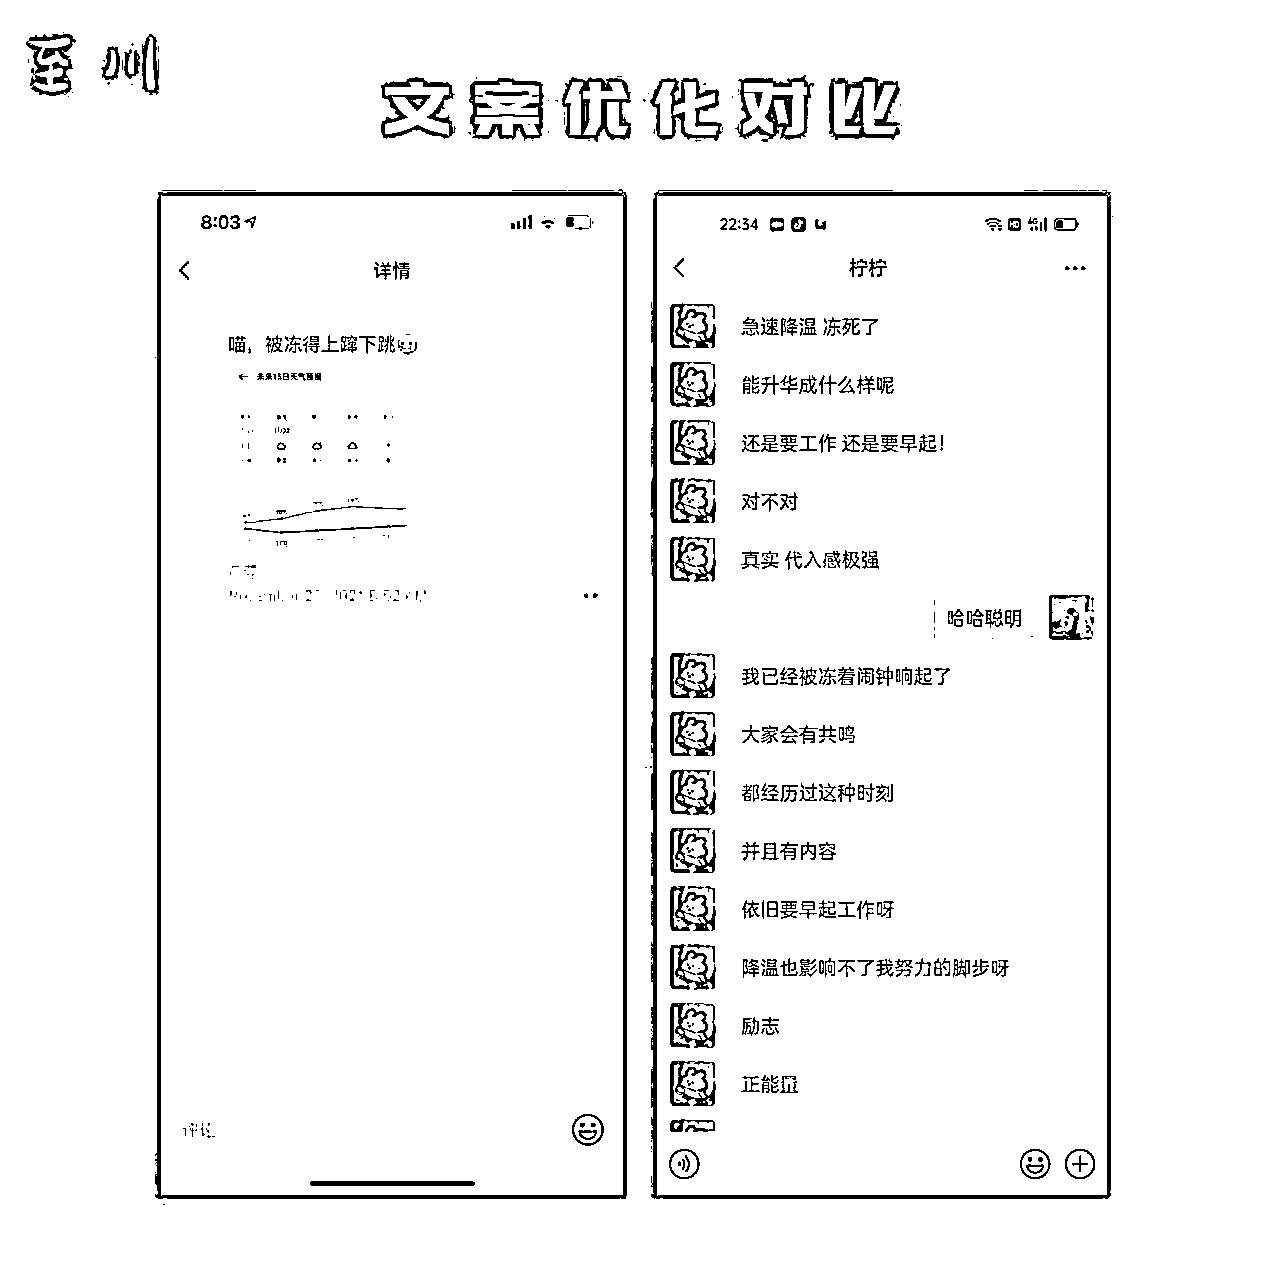 至 川
文案优化对比
8:03
详情
喵，被冻得上蹿下跳
未来15日天气预报
22:34
柠柠
急速降温 冻死了
能升华成什么样呢
还是要工作 还是要早起！
对不对
真实 代入感极强
哈哈聪明
我已经被冻着闹钟响起了
大家会有共鸣
都经历过这种时刻
并且有内容
依旧要早起工作呀
降温也影响不了我努力的脚步呀
励志
正能量